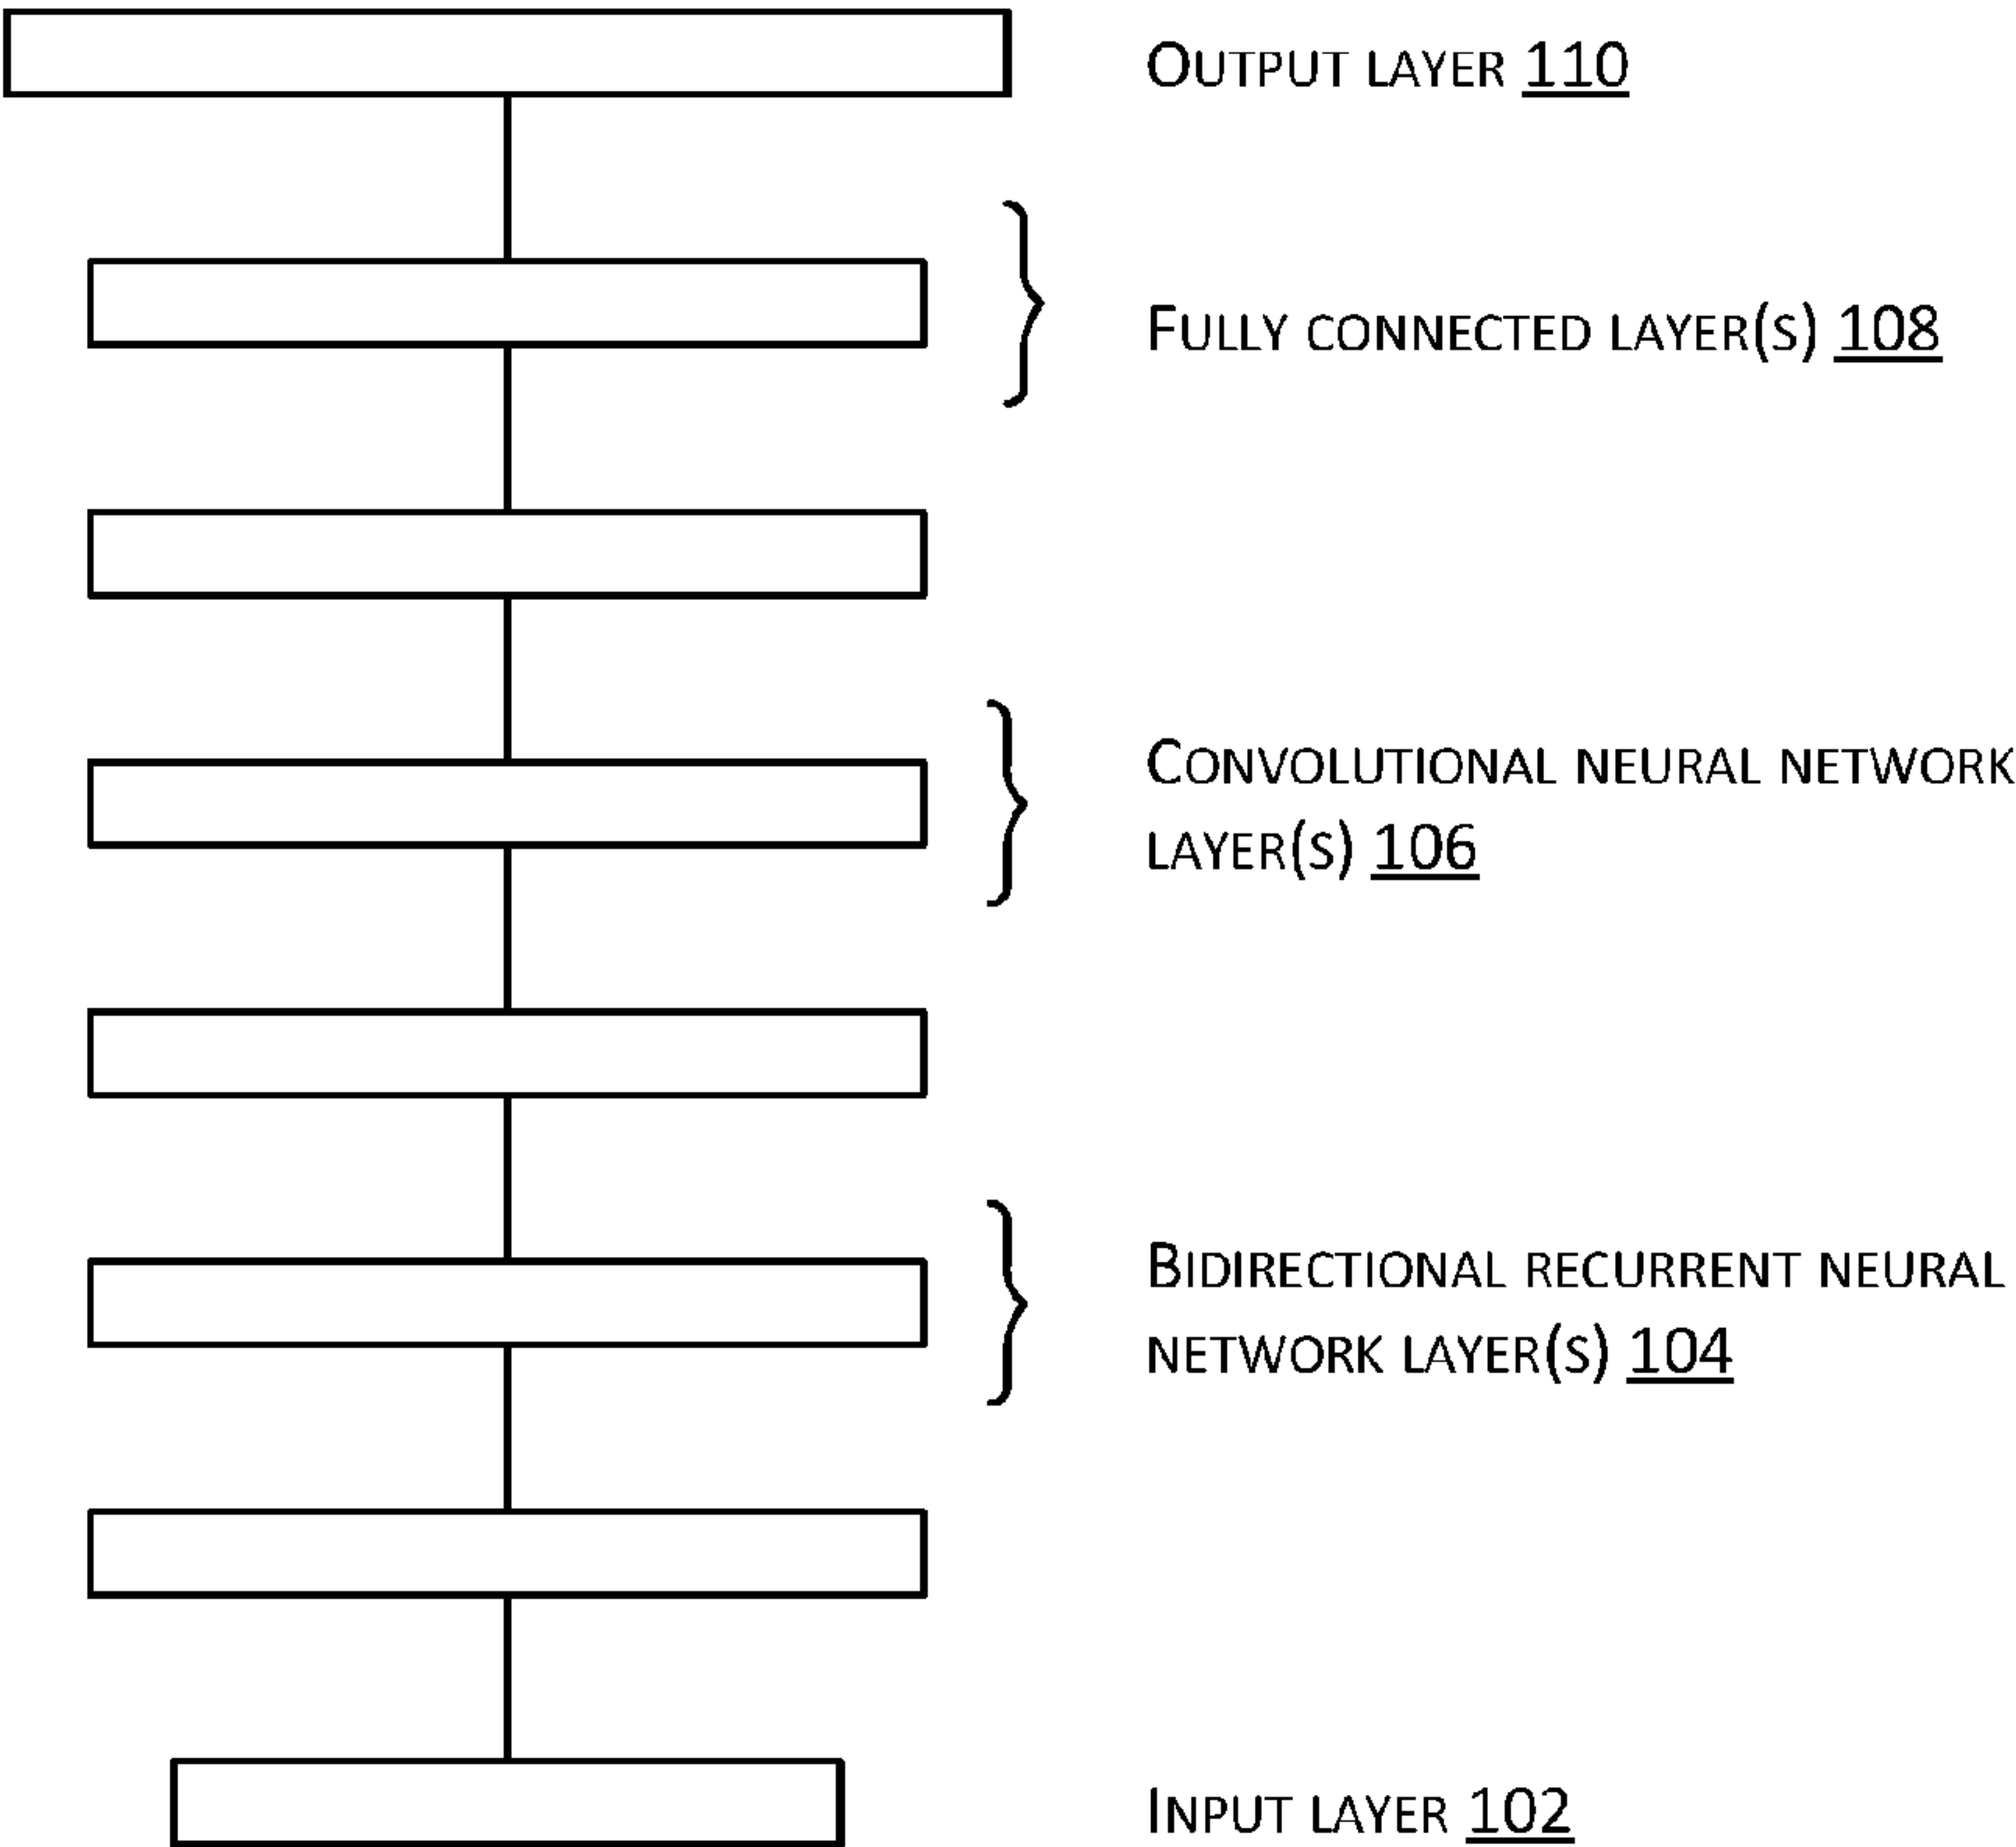 OUTPUT LAYER 110
FULLY CONNECTED LAYER(S) 108
CONVOLUTIONAL NEURAL NETWORK
LAYER(S) 106
BIDIRECTIONAL RECURRENT NEURAL
NETWORK LAYER(S) 104
INPUT LAYER 102